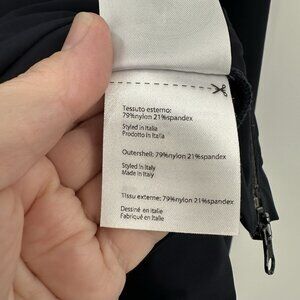 Tessuto esterno:
79%nylon 21%spandex
Styled in Italia
Prodotto in Italia
Outershell: 79%nylon 21%spandex
Styled in Italy
Made in Italy
Tissu externe: 79%nylon 21%spandex
Dessiné en Italie
Fabriqué en Italie